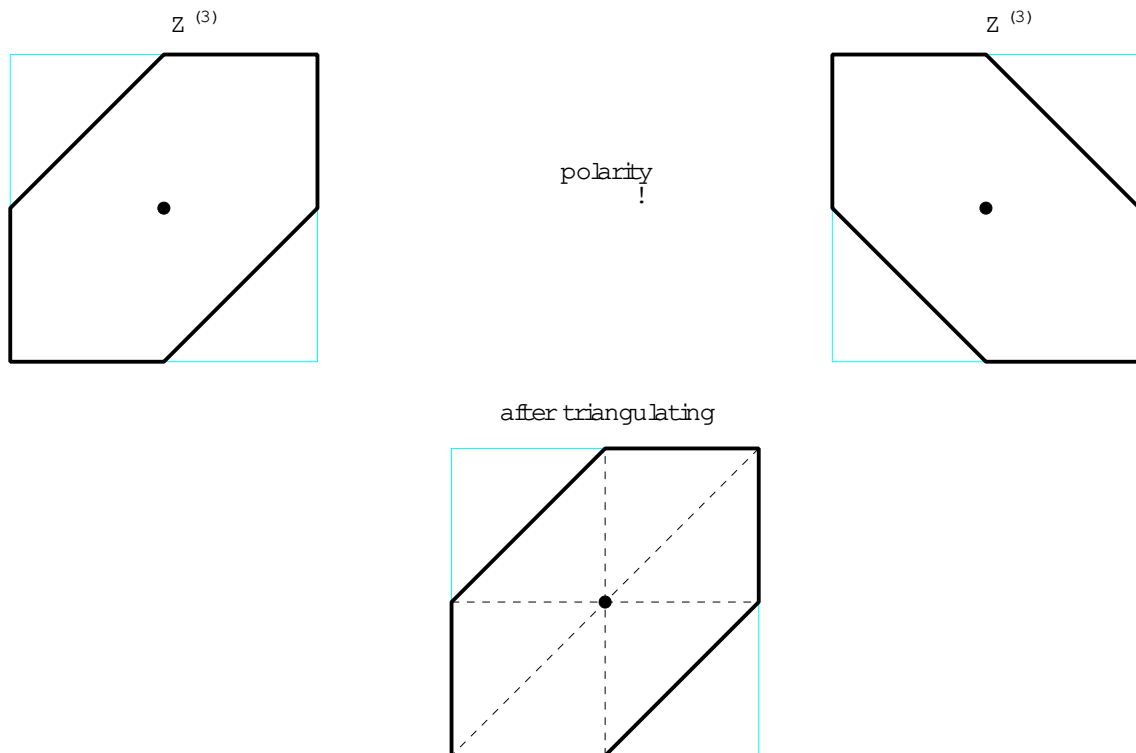 Z (3)
Z (3)
polarity
!
after triangulating